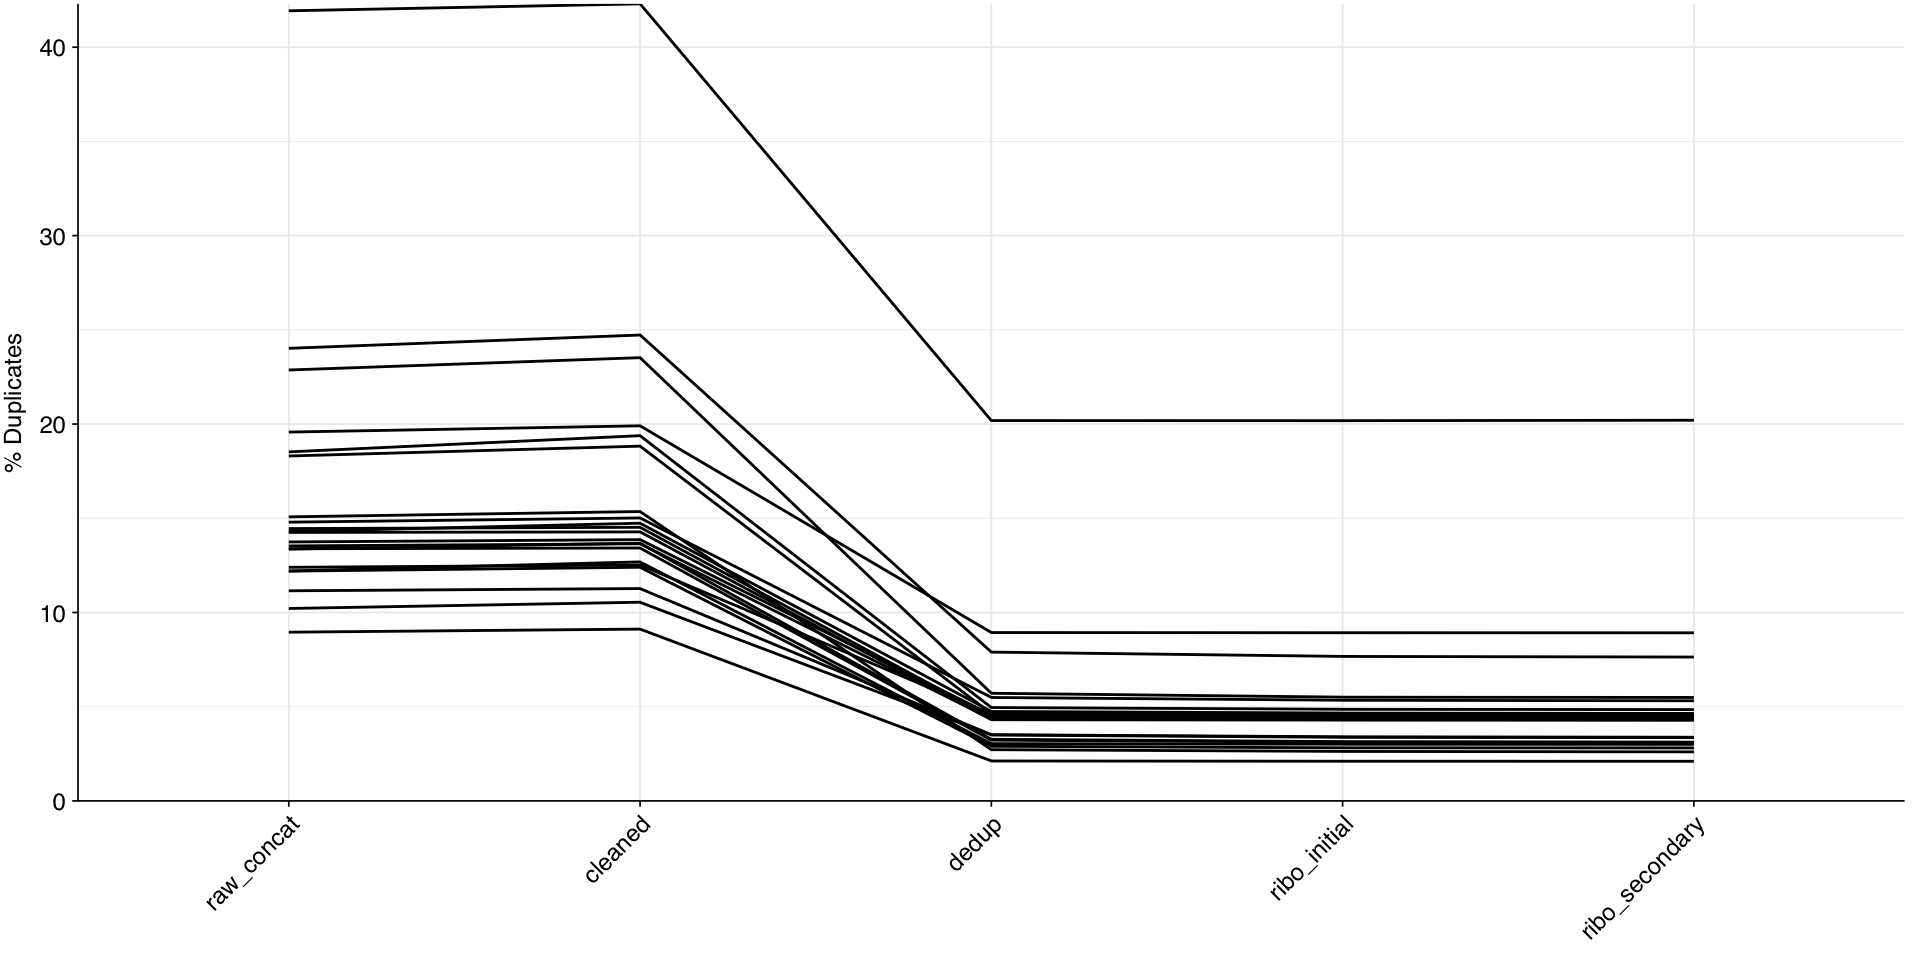 % Duplicates
40
30
20
10
0
raw_concat
cleaned
dedup
ribo_initial
ribo_secondary